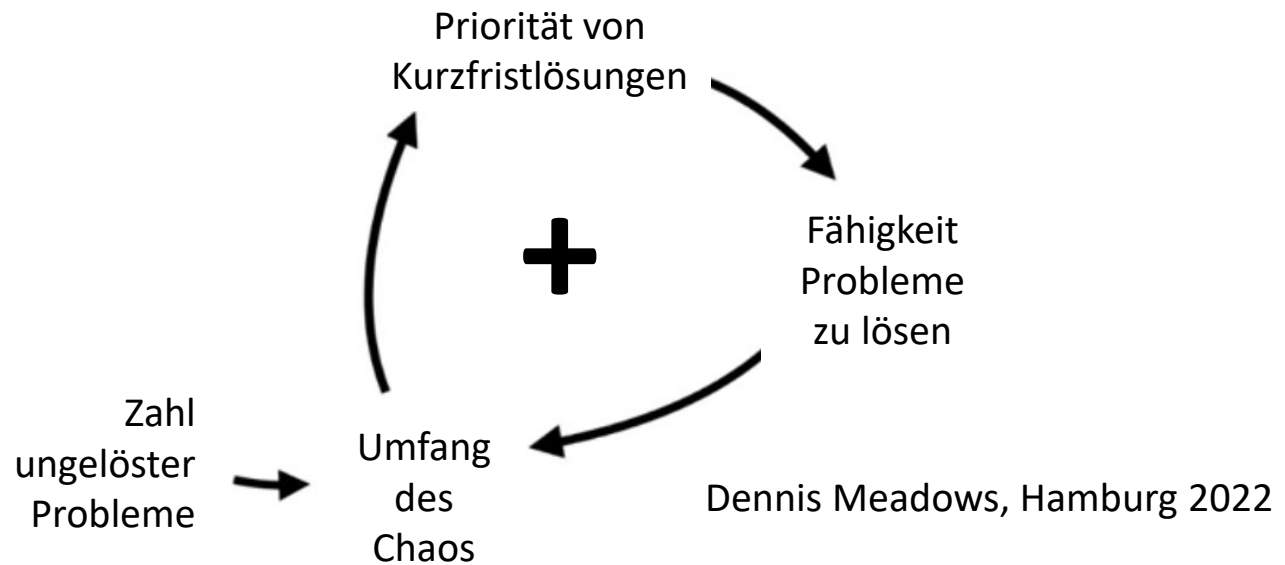 Priorität von
Kurzfristlösungen
+
Fähigkeit
Probleme
zu lösen
Zahl
ungelöster
Probleme
Umfang
des
Chaos
Dennis Meadows, Hamburg 2022